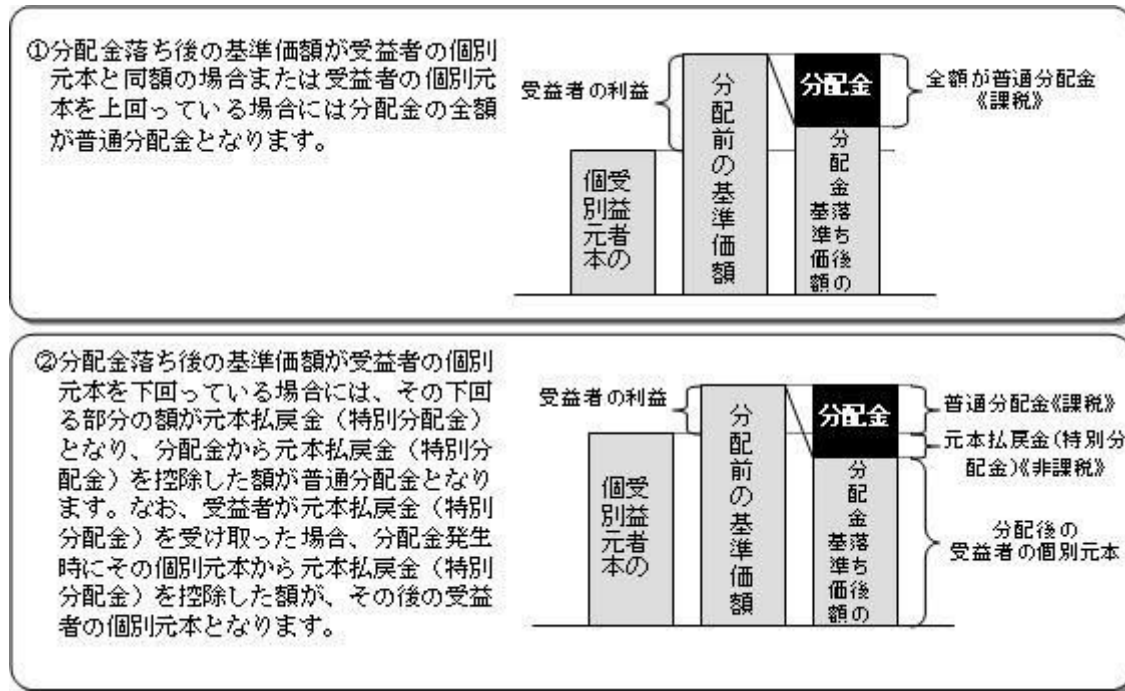 ①分配金落ち後の基準価額が受益者の個別
元本と同額の場合または受益者の個別元
本を上回っている場合には分配金の全額
が普通分配金となります。
受益者の利益
受益者の
個別元本
分配前の基準価額
分配金
分配金落ち後の
基準価額
全額が普通分配金
《課税》
②分配金落ち後の基準価額が受益者の個別
元本を下回っている場合には、その下回
る部分の額が元本払戻金（特別分配金）
となり、分配金から元本払戻金（特別分
配金）を控除した額が普通分配金となり
ます。なお、受益者が元本払戻金（特別
分配金）を受け取った場合、分配金発生
時にその個別元本から元本払戻金（特別
分配金）を控除した額が、その後の受益
者の個別元本となります。
受益者の利益
受益者の
個別元本
分配前の基準価額
分配金
分配金落ち後の
基準価額
普通分配金《課税》
元本払戻金(特別分
配金)《非課税》
分配後の
受益者の個別元本